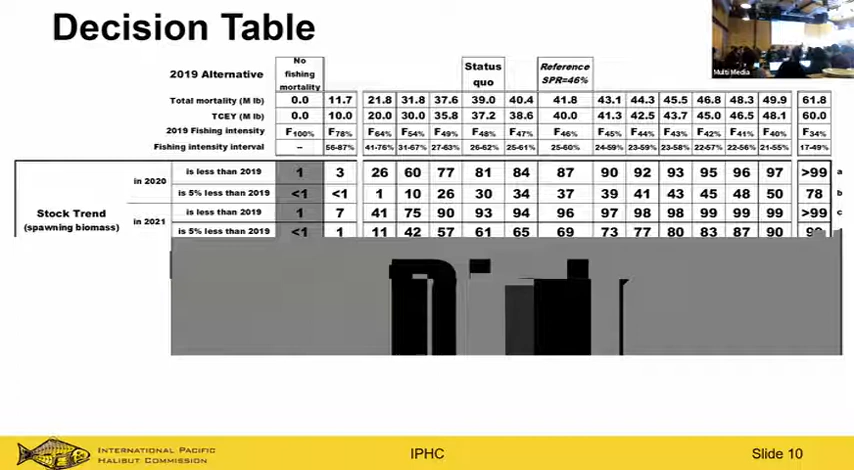 Decision Table
Multi Media
2019 Alternative No fishing mortality Status quo Reference SPR=46%
Total mortality (M lb) 0.0 11.7 21.8 31.8 37.6 39.0 40.4 41.8 43.1 44.3 45.5 46.8 48.3 49.9 61.8
TCEY (M lb) 0.0 10.0 20.0 30.0 35.8 37.2 38.6 40.0 41.3 42.5 43.7 45.0 46.5 48.1 60.0
2019 Fishing intensity F100% F78% F64% F54% F49% F48% F47% F46% F45% F44% F43% F42% F41% F40% F34%
Fishing intensity interval – 56-87% 41-76% 31-67% 27-63% 26-62% 25-61% 25-60% 24-59% 23-59% 23-58% 22-57% 22-56% 21-55% 17-49%
Stock Trend (spawning biomass)
in 2020 is less than 2019 1 3 26 60 77 81 84 87 90 92 93 95 96 97 >99 a
is 5% less than 2019 <1 <1 1 10 26 30 34 37 39 41 43 45 48 50 78 b
in 2021 is less than 2019 1 7 41 75 90 93 94 96 97 98 98 99 99 99 >99 c
is 5% less than 2019 <1 1 11 42 57 61 65 69 73 77 80 83 87 90
INTERNATIONAL PACIFIC
HALIBUT COMMISSION
IPHC
Slide 10